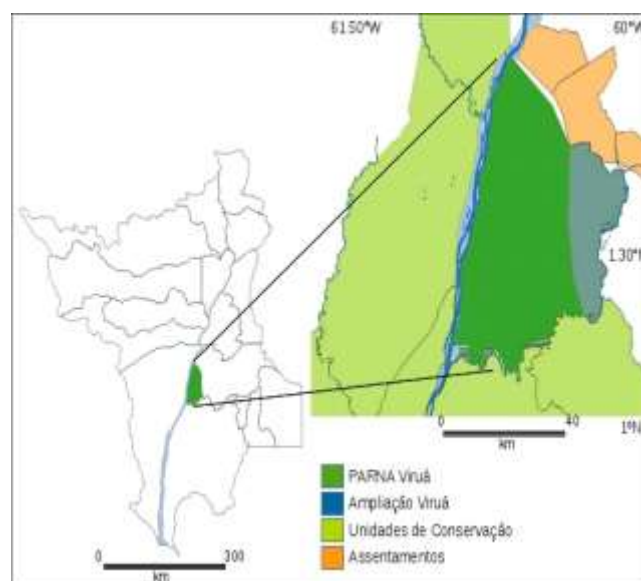 61.50°W
60°W
1.30°N
0
40
km
1ºN
PARNA Viruá
Ampliação Viruá
Unidades de Conservação
Assentamentos
0
300
km